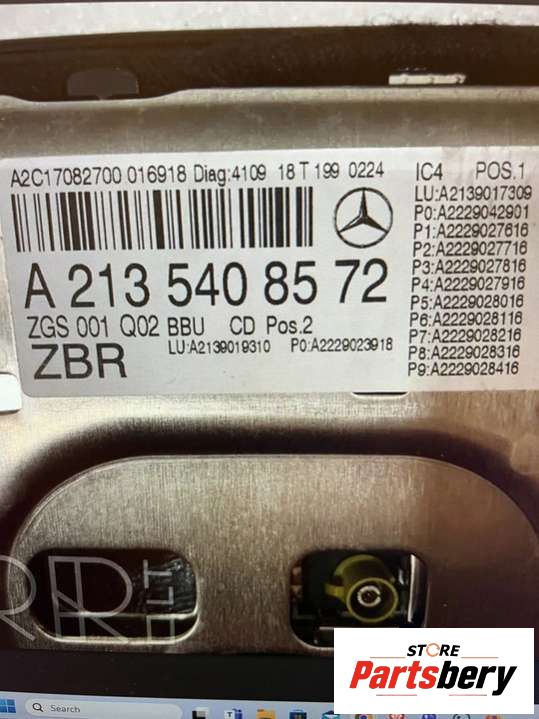 A2C17082700 016918 Diag:4109 18 T 199 0224
A 213 540 85 72
ZGS 001 Q02 BBU CD Pos.2
ZBR
LU:A2139019310 P0:A2229023918
IC4 POS.1
LU:A2139017309
P0:A2229042901
P1:A2229027616
P2:A2229027716
P3:A2229027816
P4:A2229027916
P5:A2229028016
P6:A2229028116
P7:A2229028216
P8:A2229028316
P9:A2229028416
STORE
Partsbery
Search